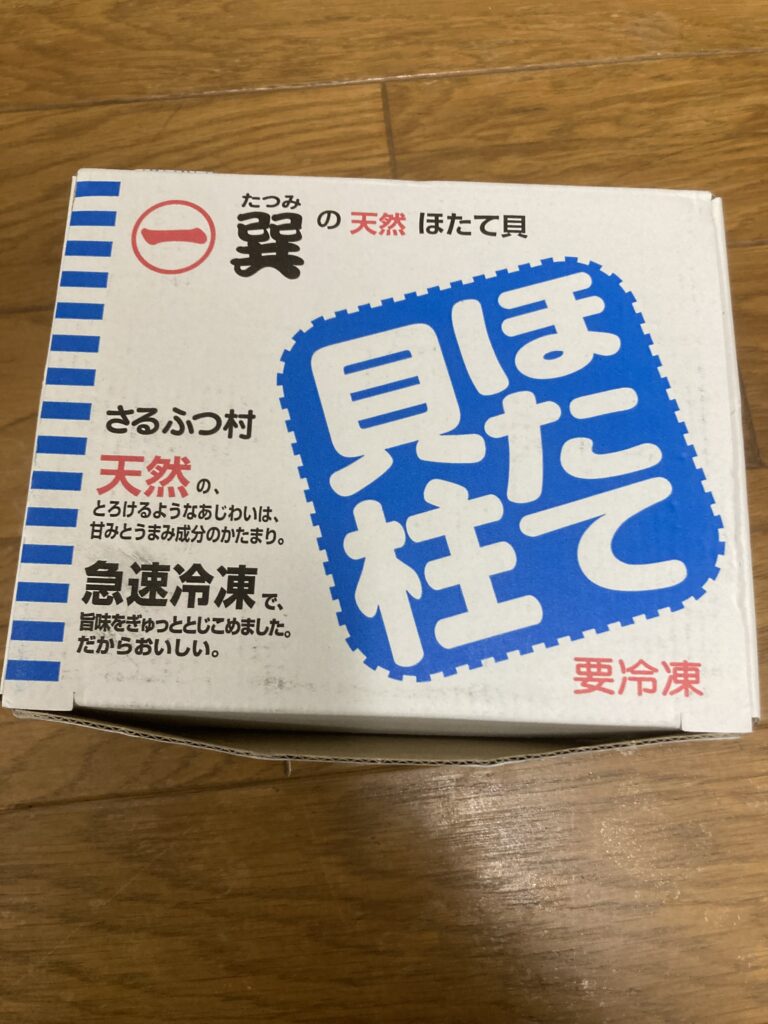 一 巽 の 天然 ほたて貝
たつみ
ほたて
貝柱
さるふつ村
天然の、
とろけるようなあじわいは、
甘みとうまみ成分のかたまり。
急速冷凍で、
旨味をぎゅっととじこめました。
だからおいしい。
要冷凍